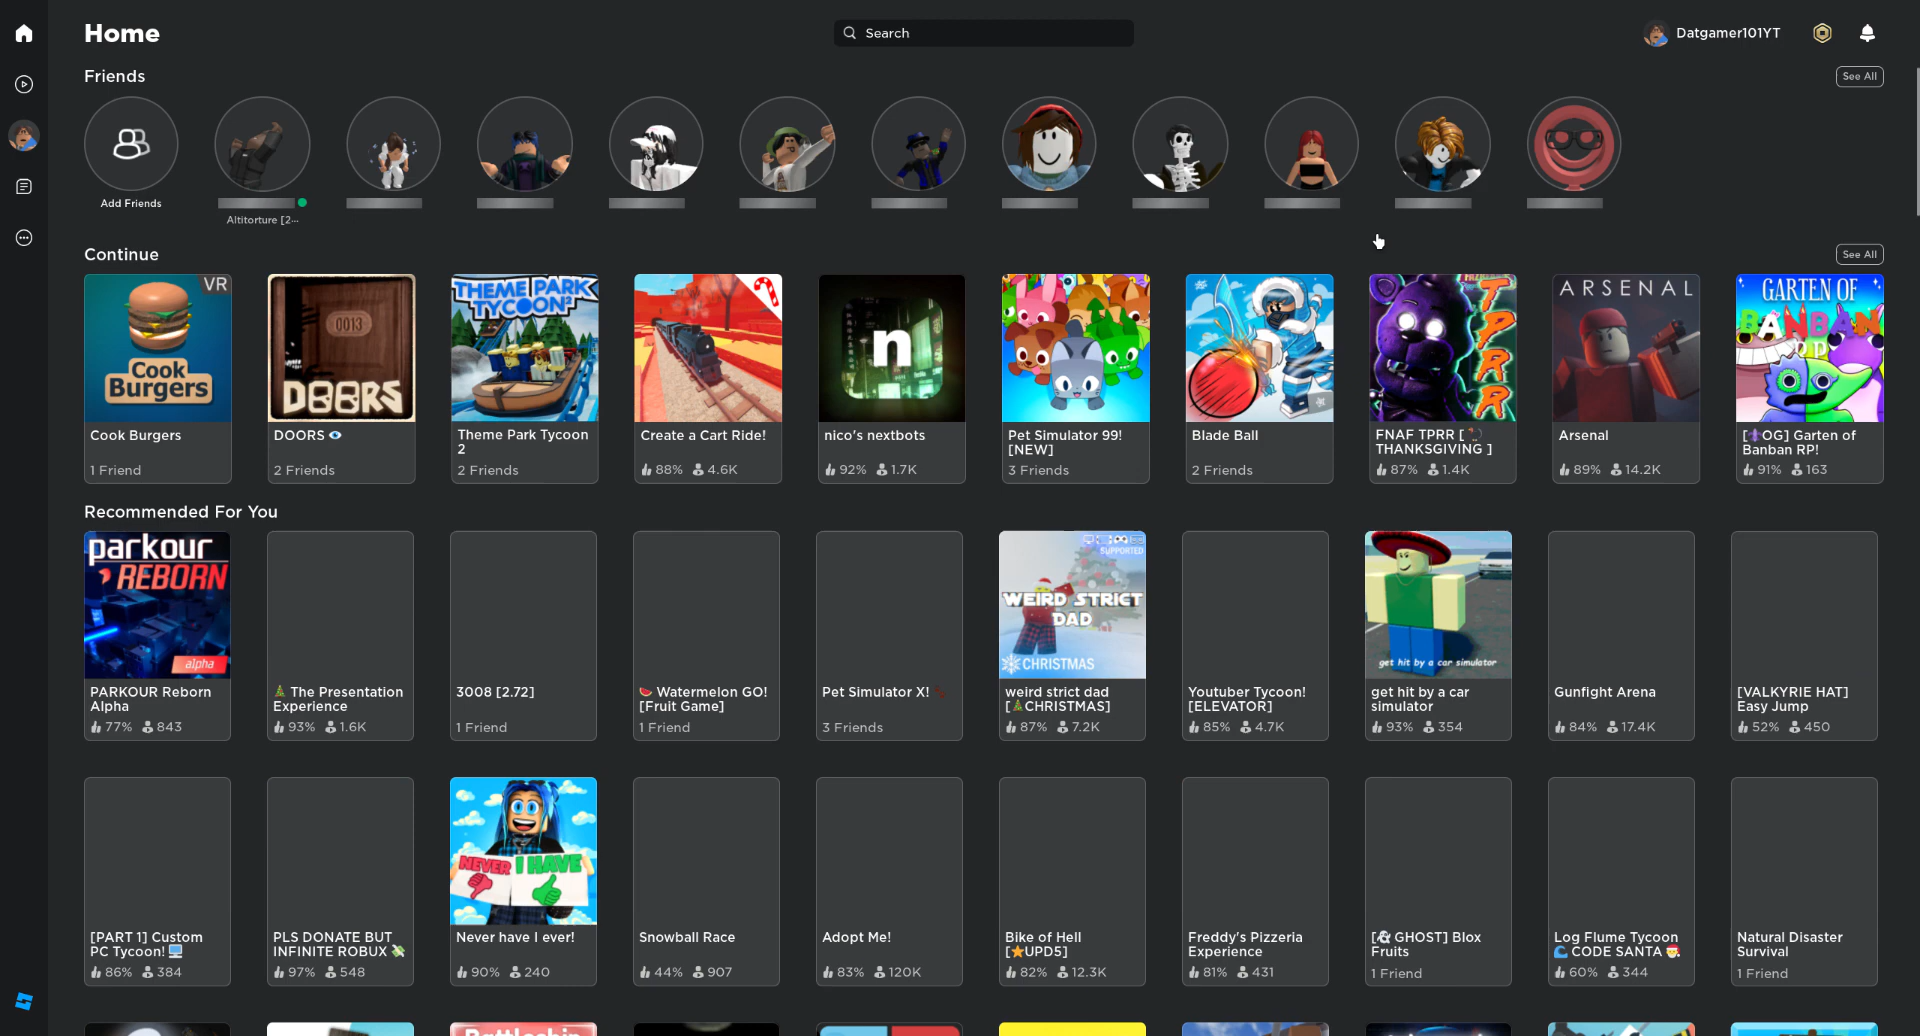 Home
Search
Datgamer101YT
Friends
See All
Add Friends
Altitorture [2...
Continue
See All
VR
Cook
Burgers
0013
DOORS
THEME PARK
TYCOON 2
n
TPRR
ARSENAL
GARTEN OF
BANBAN
RP
Cook Burgers
DOORS
Theme Park Tycoon
2
Create a Cart Ride!
nico's nextbots
Pet Simulator 99!
[NEW]
Blade Ball
FNAF TPRR [
THANKSGIVING ]
Arsenal
[OG] Garten of
Banban RP!
1 Friend
2 Friends
2 Friends
88% 4.6K
92% 1.7K
3 Friends
2 Friends
87% 1.4K
89% 14.2K
91% 163
Recommended For You
parkour
REBORN
alpha
SUPPORTED
WEIRD STRICT
DAD
CHRISTMAS
get hit by a car simulator
PARKOUR Reborn
Alpha
🎄 The Presentation
Experience
3008 [2.72]
🍉 Watermelon GO!
[Fruit Game]
Pet Simulator X!
weird strict dad
[🎄CHRISTMAS]
Youtuber Tycoon!
[ELEVATOR]
get hit by a car
simulator
Gunfight Arena
[VALKYRIE HAT]
Easy Jump
77% 843
93% 1.6K
1 Friend
1 Friend
3 Friends
87% 7.2K
85% 4.7K
93% 354
84% 17.4K
52% 450
NEVER I HAVE
[PART 1] Custom
PC Tycoon! 🖥️
PLS DONATE BUT
INFINITE ROBUX 💸
Never have I ever!
Snowball Race
Adopt Me!
Bike of Hell
[⭐UPD5]
Freddy's Pizzeria
Experience
[👻 GHOST] Blox
Fruits
Log Flume Tycoon
🌊 CODE SANTA 🎅
Natural Disaster
Survival
86% 384
97% 548
90% 240
44% 907
83% 120K
82% 12.3K
81% 431
1 Friend
60% 344
1 Friend
Battleship